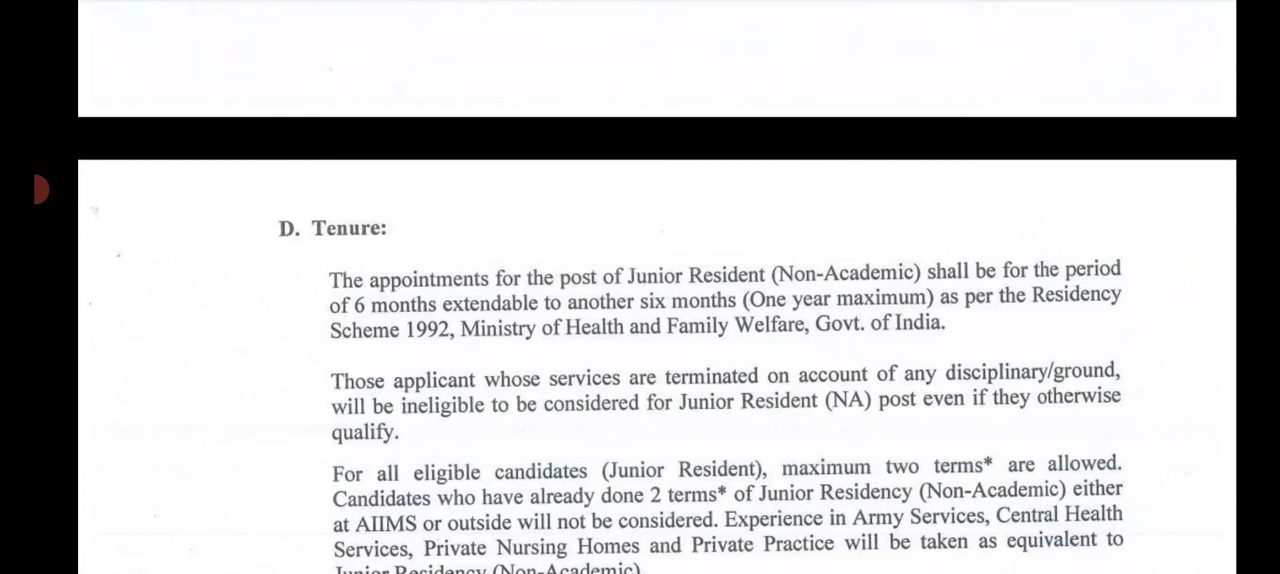 D. Tenure:
The appointments for the post of Junior Resident (Non-Academic) shall be for the period
of 6 months extendable to another six months (One year maximum) as per the Residency
Scheme 1992, Ministry of Health and Family Welfare, Govt. of India.
Those applicant whose services are terminated on account of any disciplinary/ground,
will be ineligible to be considered for Junior Resident (NA) post even if they otherwise
qualify.
For all eligible candidates (Junior Resident), maximum two terms* are allowed.
Candidates who have already done 2 terms* of Junior Residency (Non-Academic) either
at AIIMS or outside will not be considered. Experience in Army Services, Central Health
Services, Private Nursing Homes and Private Practice will be taken as equivalent to
Junior Residency (Non-Academic)